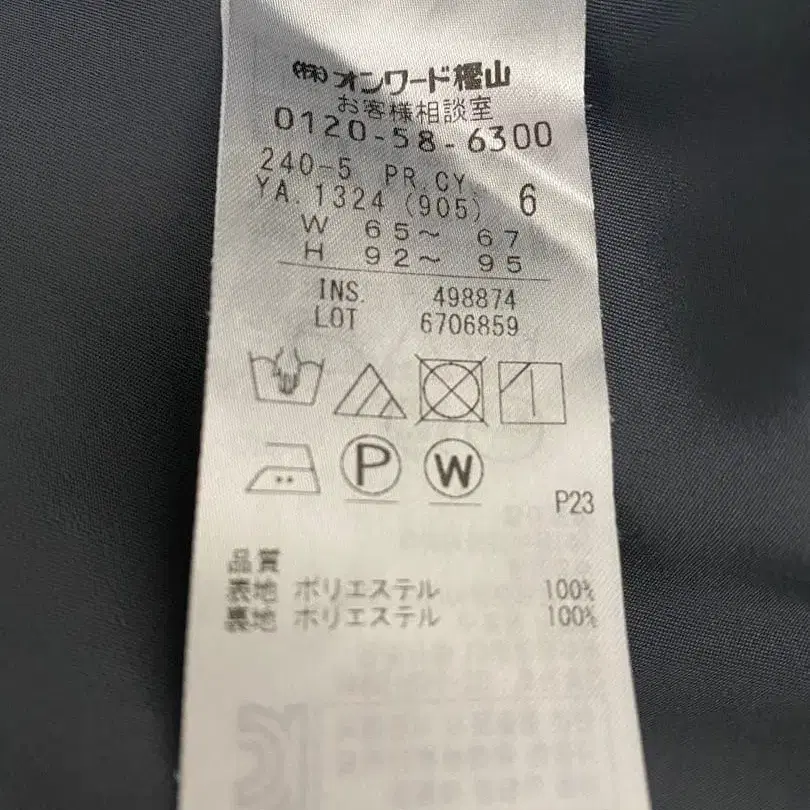 (株)オンワード樫山
お客様相談室
0120-58-6300
240-5 PR.CY.
YA.1324 (905) 6
W 65～ 67
H 92～ 95
INS. 498874
LOT 6706859
P
W
P23
品質
表地 ポリエステル 100%
裏地 ポリエステル 100%